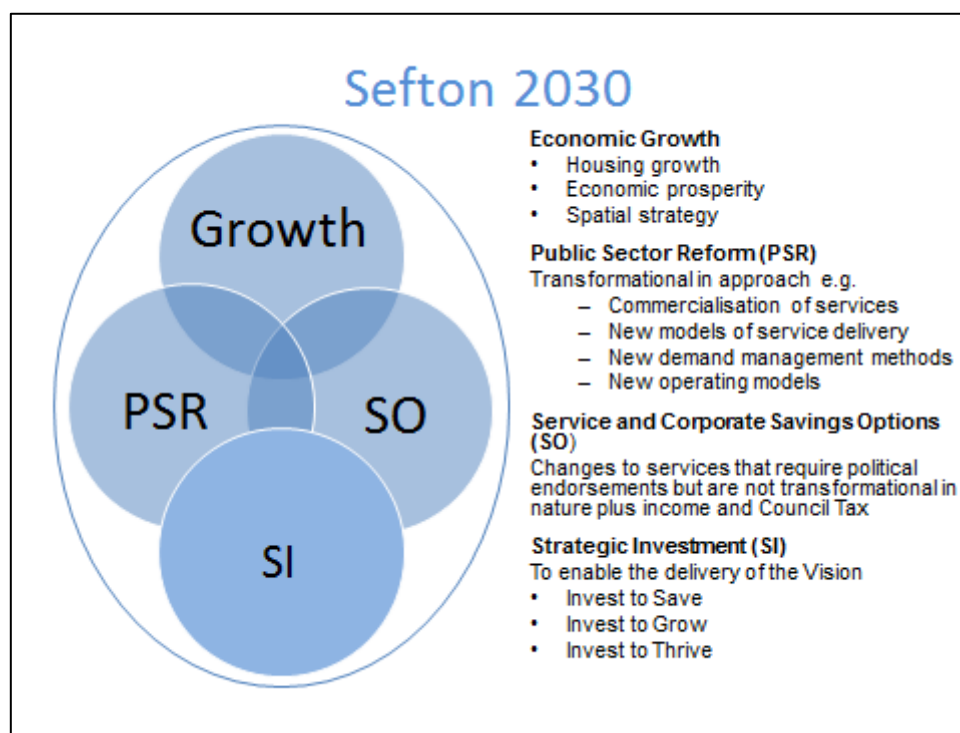 Sefton 2030
Growth
PSR
SO
SI
Economic Growth
• Housing growth
• Economic prosperity
• Spatial strategy
Public Sector Reform (PSR)
Transformational in approach e.g.
– Commercialisation of services
– New models of service delivery
– New demand management methods
– New operating models
Service and Corporate Savings Options
(SO)
Changes to services that require political
endorsements but are not transformational in
nature plus income and Council Tax
Strategic Investment (SI)
To enable the delivery of the Vision
• Invest to Save
• Invest to Grow
• Invest to Thrive